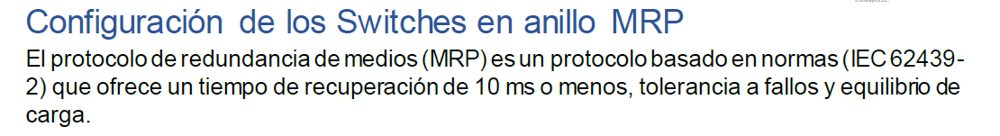 Configuración de los Switches en anillo MRP
El protocolo de redundancia de medios (MRP) es un protocolo basado en normas (IEC 62439-
2) que ofrece un tiempo de recuperación de 10 ms o menos, tolerancia a fallos y equilibrio de
carga.